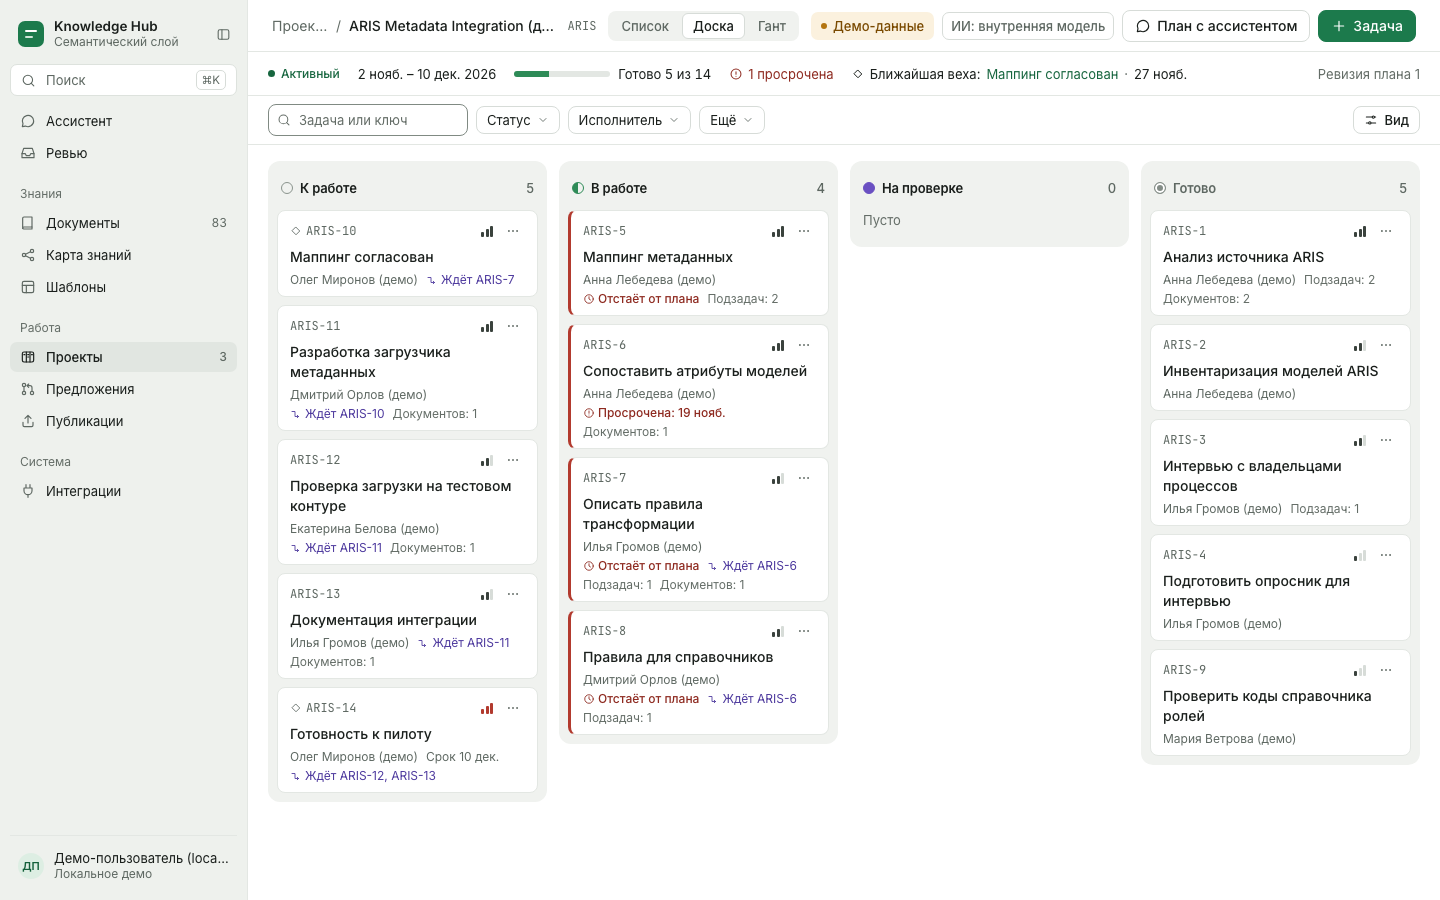 Knowledge Hub
Семантический слой
Поиск
⌘K
Ассистент
Ревью
Знания
Документы 83
Карта знаний
Шаблоны
Работа
Проекты 3
Предложения
Публикации
Система
Интеграции
ДП
Демо-пользователь (loca...
Локальное демо
Проек... / ARIS Metadata Integration (д... ARIS
Список Доска Гант
Демо-данные
ИИ: внутренняя модель
План с ассистентом
Задача
Активный 2 нояб. – 10 дек. 2026 Готово 5 из 14 1 просрочена Ближайшая веха: Маппинг согласован · 27 нояб. Ревизия плана 1
Задача или ключ
Статус
Исполнитель
Ещё
Вид
К работе 5
ARIS-10
Маппинг согласован
Олег Миронов (демо) Ждёт ARIS-7
ARIS-11
Разработка загрузчика
метаданных
Дмитрий Орлов (демо)
Ждёт ARIS-10 Документов: 1
ARIS-12
Проверка загрузки на тестовом
контуре
Екатерина Белова (демо)
Ждёт ARIS-11 Документов: 1
ARIS-13
Документация интеграции
Илья Громов (демо) Ждёт ARIS-11
Документов: 1
ARIS-14
Готовность к пилоту
Олег Миронов (демо) Срок 10 дек.
Ждёт ARIS-12, ARIS-13
В работе 4
ARIS-5
Маппинг метаданных
Анна Лебедева (демо)
Отстаёт от плана Подзадач: 2
ARIS-6
Сопоставить атрибуты моделей
Анна Лебедева (демо)
Просрочена: 19 нояб.
Документов: 1
ARIS-7
Описать правила
трансформации
Илья Громов (демо)
Отстаёт от плана Ждёт ARIS-6
Подзадач: 1 Документов: 1
ARIS-8
Правила для справочников
Дмитрий Орлов (демо)
Отстаёт от плана Ждёт ARIS-6
Подзадач: 1
На проверке 0
Пусто
Готово 5
ARIS-1
Анализ источника ARIS
Анна Лебедева (демо) Подзадач: 2
Документов: 2
ARIS-2
Инвентаризация моделей ARIS
Анна Лебедева (демо)
ARIS-3
Интервью с владельцами
процессов
Илья Громов (демо) Подзадач: 1
ARIS-4
Подготовить опросник для
интервью
Илья Громов (демо)
ARIS-9
Проверить коды справочника
ролей
Мария Ветрова (демо)